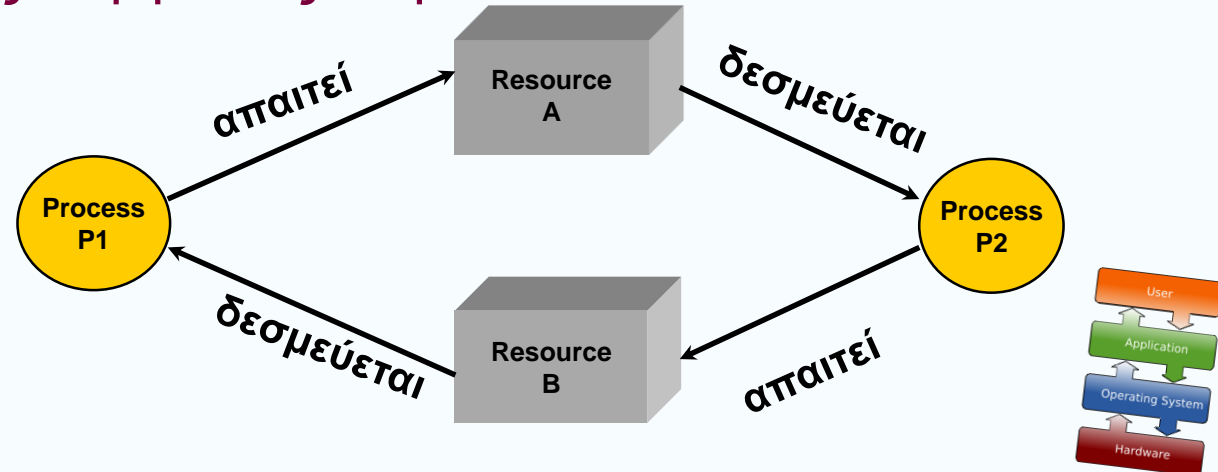 απαιτεί
Resource
A
δεσμεύεται
Process
P1
Process
P2
δεσμεύεται
Resource
B
απαιτεί
User
Application
Operating System
Hardware